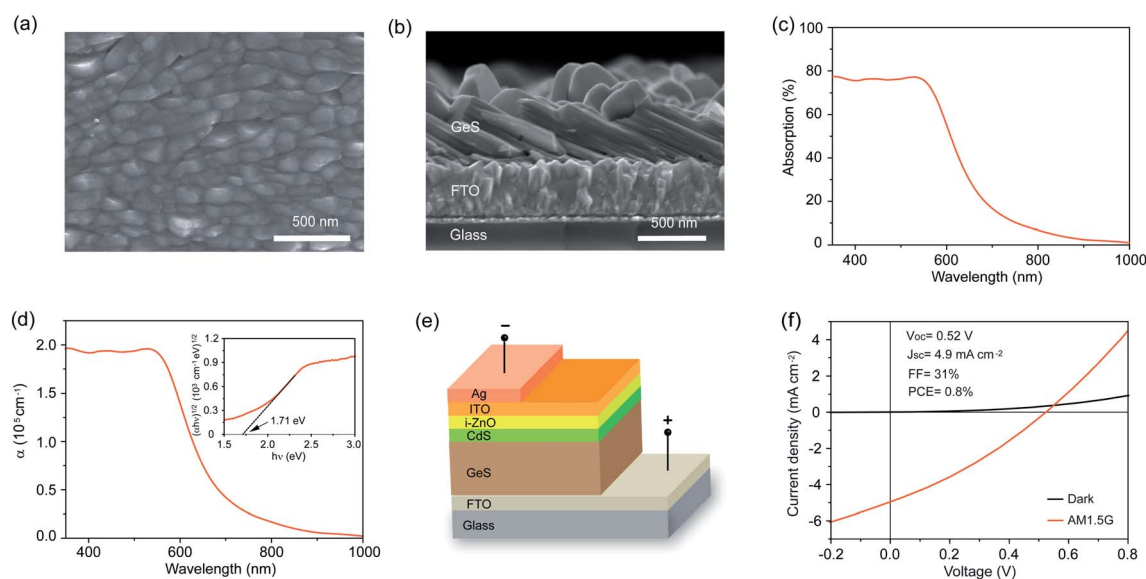 (a)
500 nm
(b)
GeS
FTO
Glass
500 nm
(c)
Absorption (%)
100
80
60
40
20
0
400 600 800 1000
Wavelength (nm)
(d)
α (10⁵ cm⁻¹)
2.0
1.5
1.0
0.5
0.0
400 600 800 1000
Wavelength (nm)
(αhν)¹/² (10³ cm⁻¹ eV)¹/²
1.2
0.9
0.6
0.3
0
1.71 eV
1.5 2.0 2.5 3.0
hν (eV)
(e)
−
+
Ag
ITO
i-ZnO
CdS
GeS
FTO
Glass
(f)
Current density (mA cm⁻²)
4
2
0
-2
-4
-6
Voc= 0.52 V
Jsc= 4.9 mA cm⁻²
FF= 31%
PCE= 0.8%
Dark
AM1.5G
-0.2 0.0 0.2 0.4 0.6 0.8
Voltage (V)